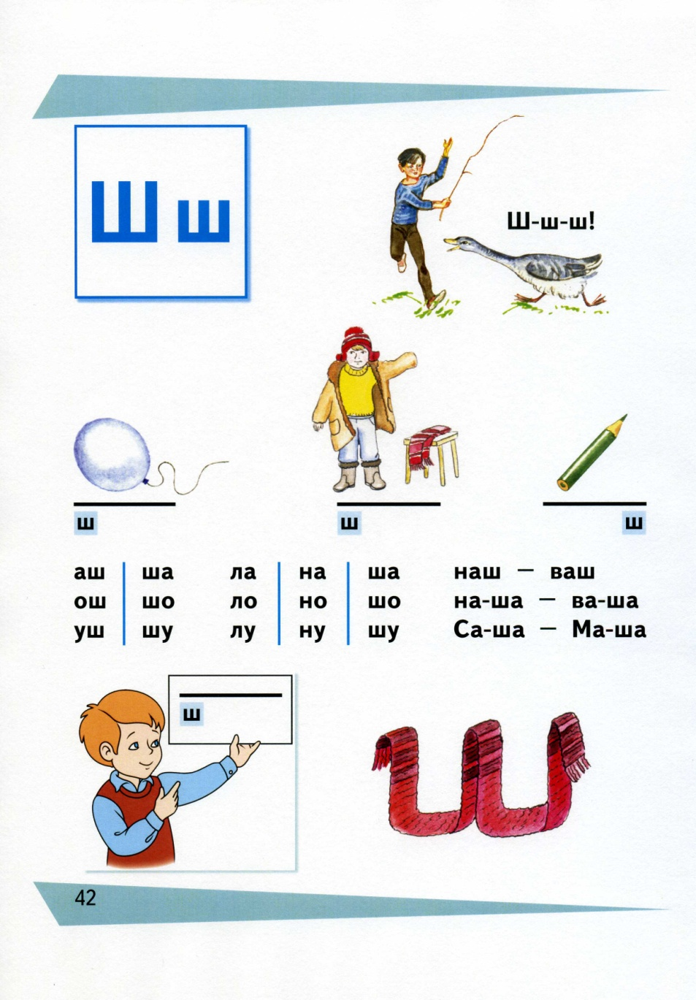 Ш ш
Ш-ш-ш!
ш ш ш
аш ша ла на ша наш — ваш
ош шо ло но шо на-ша — ва-ша
уш шу лу ну шу Са-ша — Ма-ша
ш
Ш
42